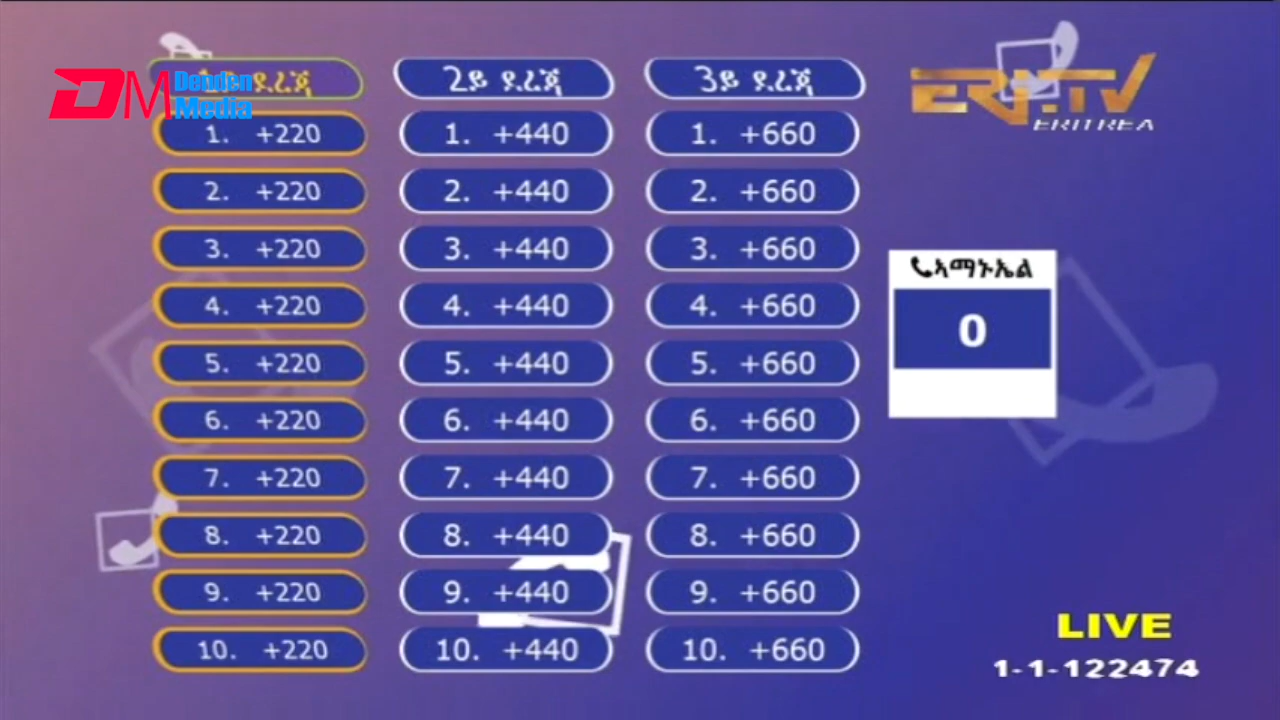 DM Denden Media
1ይ ደረጃ 2ይ ደረጃ 3ይ ደረጃ
ERI-TV
ERITREA
1. +220 1. +440 1. +660
2. +220 2. +440 2. +660
3. +220 3. +440 3. +660
ኣማኑኤል
4. +220 4. +440 4. +660
0
5. +220 5. +440 5. +660
6. +220 6. +440 6. +660
7. +220 7. +440 7. +660
8. +220 8. +440 8. +660
9. +220 9. +440 9. +660
LIVE
10. +220 10. +440 10. +660
1-1-122474